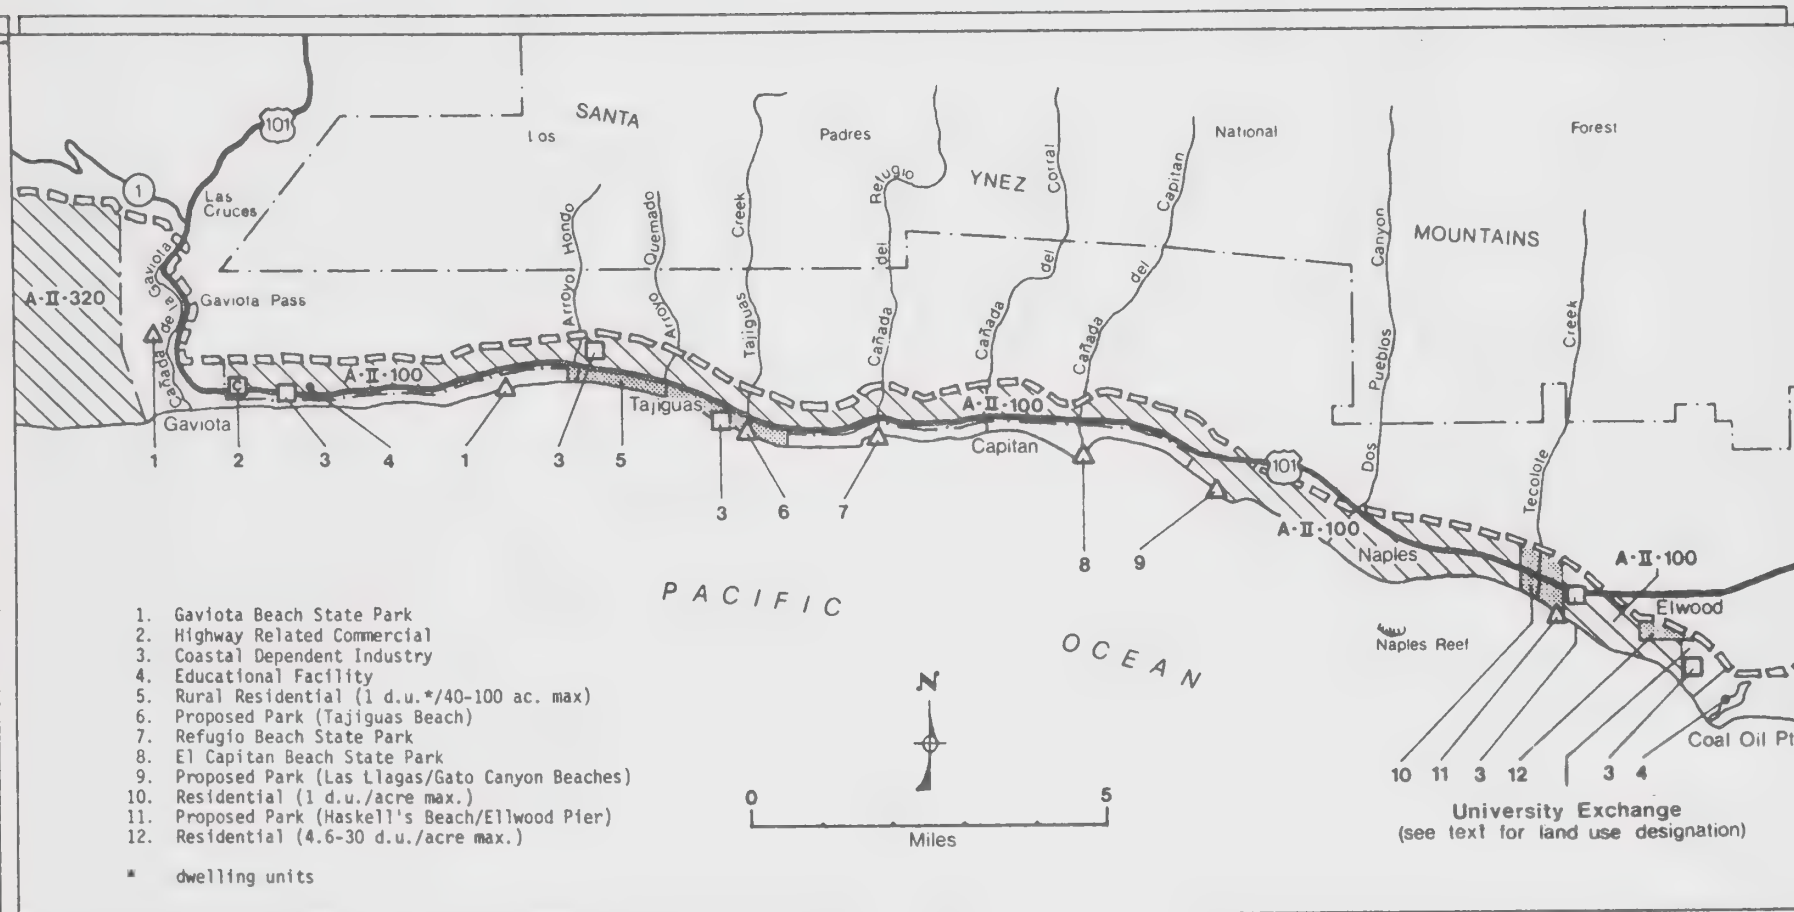 SANTA
Los
Padres
YNEZ
National
Forest
MOUNTAINS
101
1
Las
Cruces
Gaviota Pass
A-II-320
Cañada de la Gaviota
Arroyo Hondo
Arroyo Quemado
Tajiguas Creek
Cañada del Refugio
Cañada del Corral
Cañada del Capitan
Dos Pueblos Canyon
Tecolote Creek
C
A-II-100
A-II-100
A-II-100
A-II-100
101
Gaviota
Tajiguas
Capitan
Naples
Elwood
Naples Reef
Coal Oil Pt
1 2 3 4 1 3 5 3 6 7 8 9
10 11 3 12 3 4
University Exchange
(see text for land use designation)
PACIFIC
OCEAN
N
0 5
Miles
1. Gaviota Beach State Park
2. Highway Related Commercial
3. Coastal Dependent Industry
4. Educational Facility
5. Rural Residential (1 d.u.*/40-100 ac. max)
6. Proposed Park (Tajiguas Beach)
7. Refugio Beach State Park
8. El Capitan Beach State Park
9. Proposed Park (Las Llagas/Gato Canyon Beaches)
10. Residential (1 d.u./acre max.)
11. Proposed Park (Haskell's Beach/Ellwood Pier)
12. Residential (4.6-30 d.u./acre max.)
* dwelling units